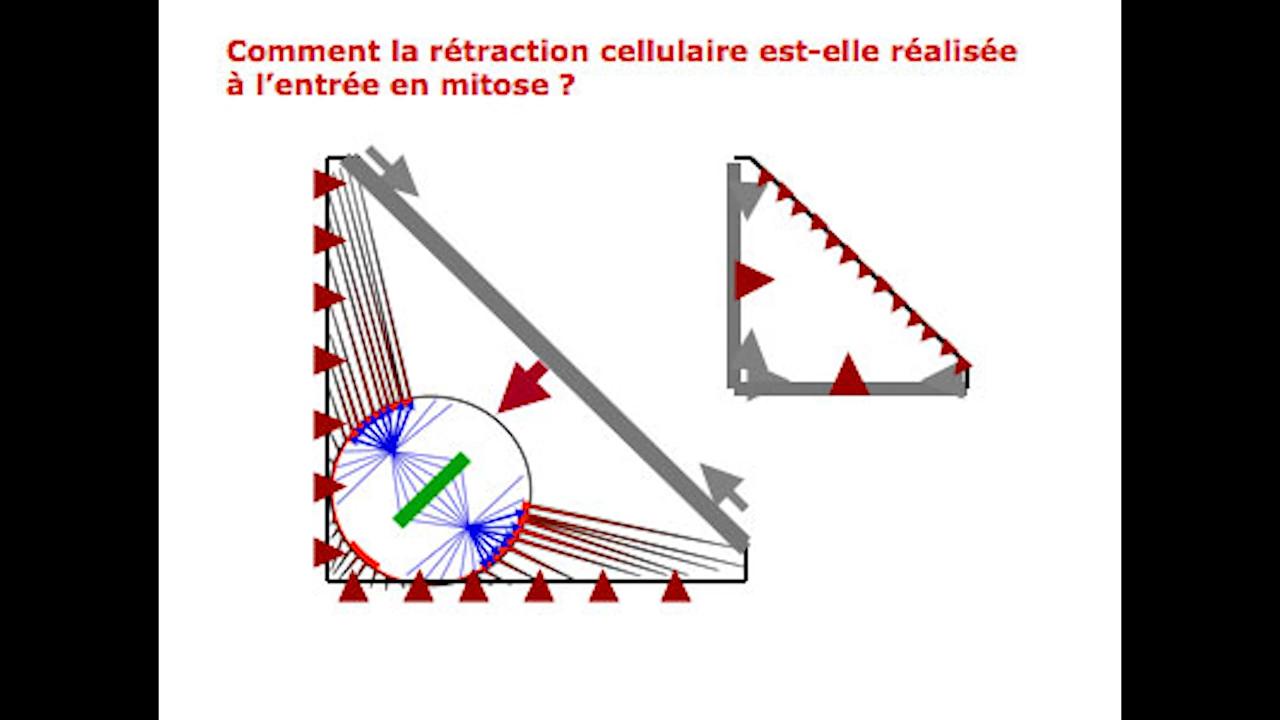 Comment la rétraction cellulaire est-elle réalisée
à l’entrée en mitose ?